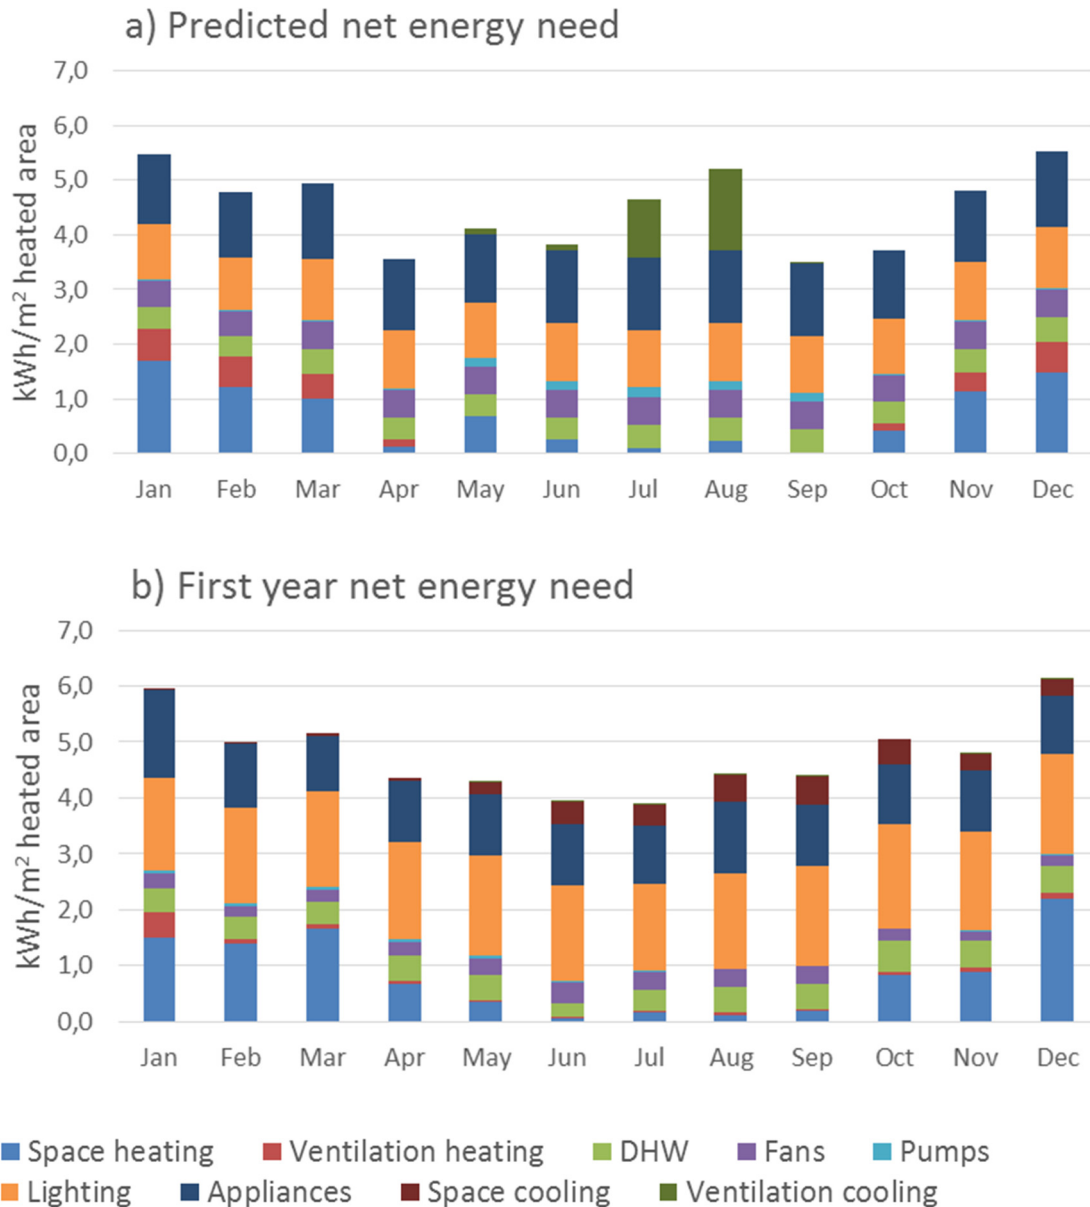 a) Predicted net energy need
kWh/m² heated area
7,0
6,0
5,0
4,0
3,0
2,0
1,0
0,0
Jan Feb Mar Apr May Jun Jul Aug Sep Oct Nov Dec
b) First year net energy need
kWh/m² heated area
7,0
6,0
5,0
4,0
3,0
2,0
1,0
0,0
Jan Feb Mar Apr May Jun Jul Aug Sep Oct Nov Dec
Space heating Ventilation heating DHW Fans Pumps
Lighting Appliances Space cooling Ventilation cooling